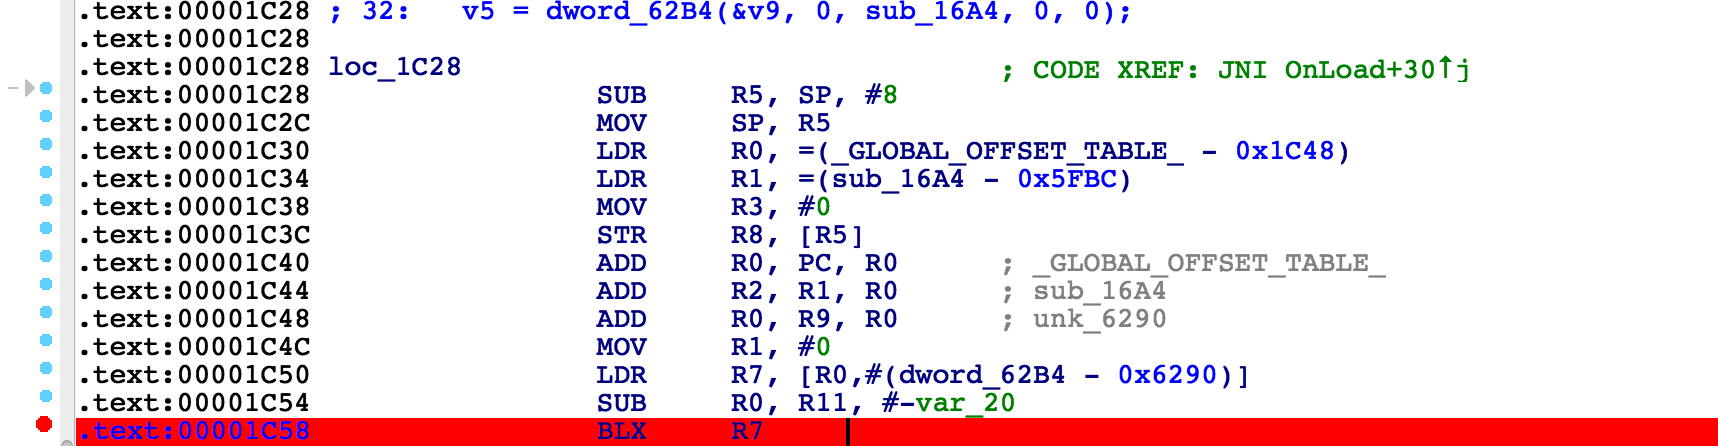 .text:00001C28 ; 32:   v5 = dword_62B4(&v9, 0, sub_16A4, 0, 0);
.text:00001C28
.text:00001C28 loc_1C28                                ; CODE XREF: JNI OnLoad+30↑j
.text:00001C28                 SUB     R5, SP, #8
.text:00001C2C                 MOV     SP, R5
.text:00001C30                 LDR     R0, =(_GLOBAL_OFFSET_TABLE_ - 0x1C48)
.text:00001C34                 LDR     R1, =(sub_16A4 - 0x5FBC)
.text:00001C38                 MOV     R3, #0
.text:00001C3C                 STR     R8, [R5]
.text:00001C40                 ADD     R0, PC, R0      ; _GLOBAL_OFFSET_TABLE_
.text:00001C44                 ADD     R2, R1, R0      ; sub_16A4
.text:00001C48                 ADD     R0, R9, R0      ; unk_6290
.text:00001C4C                 MOV     R1, #0
.text:00001C50                 LDR     R7, [R0,#(dword_62B4 - 0x6290)]
.text:00001C54                 SUB     R0, R11, #-var_20
.text:00001C58                 BLX     R7